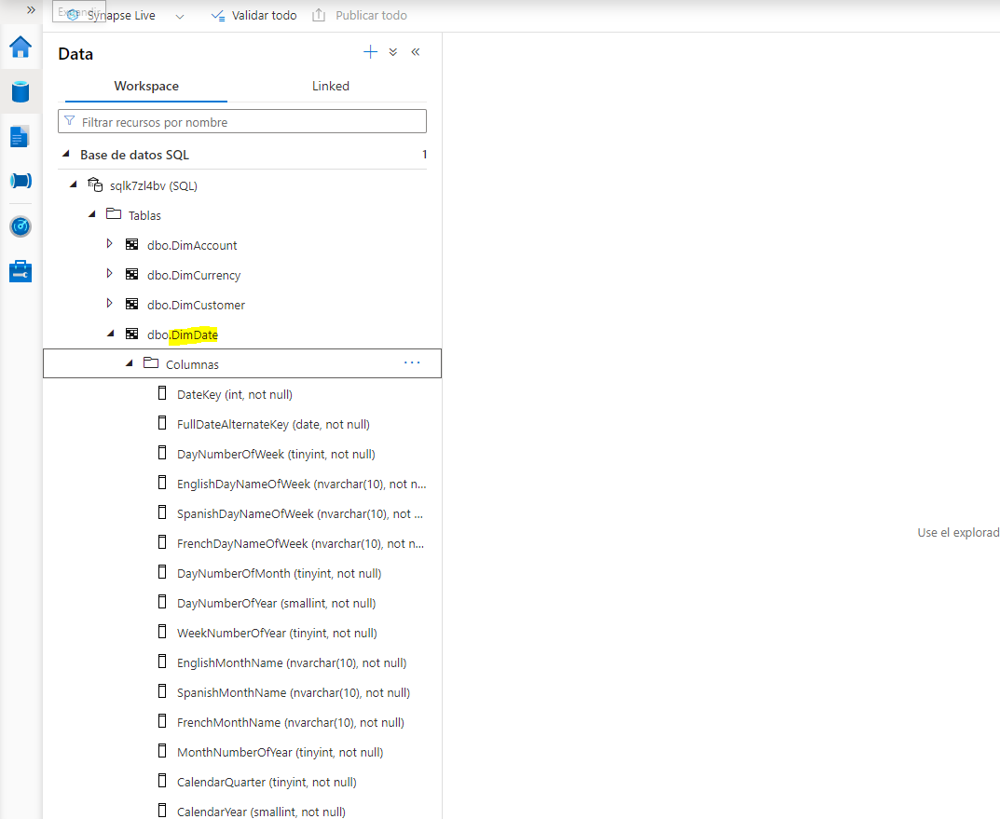 Expandir
Synapse Live
Validar todo
Publicar todo
Data
Workspace
Linked
Filtrar recursos por nombre
Base de datos SQL
1
sqlk7zl4bv (SQL)
Tablas
dbo.DimAccount
dbo.DimCurrency
dbo.DimCustomer
dbo.DimDate
Columnas
...
DateKey (int, not null)
FullDateAlternateKey (date, not null)
DayNumberOfWeek (tinyint, not null)
EnglishDayNameOfWeek (nvarchar(10), not n...
SpanishDayNameOfWeek (nvarchar(10), not ...
FrenchDayNameOfWeek (nvarchar(10), not n...
DayNumberOfMonth (tinyint, not null)
DayNumberOfYear (smallint, not null)
WeekNumberOfYear (tinyint, not null)
EnglishMonthName (nvarchar(10), not null)
SpanishMonthName (nvarchar(10), not null)
FrenchMonthName (nvarchar(10), not null)
MonthNumberOfYear (tinyint, not null)
CalendarQuarter (tinyint, not null)
CalendarYear (smallint, not null)
Use el explorad